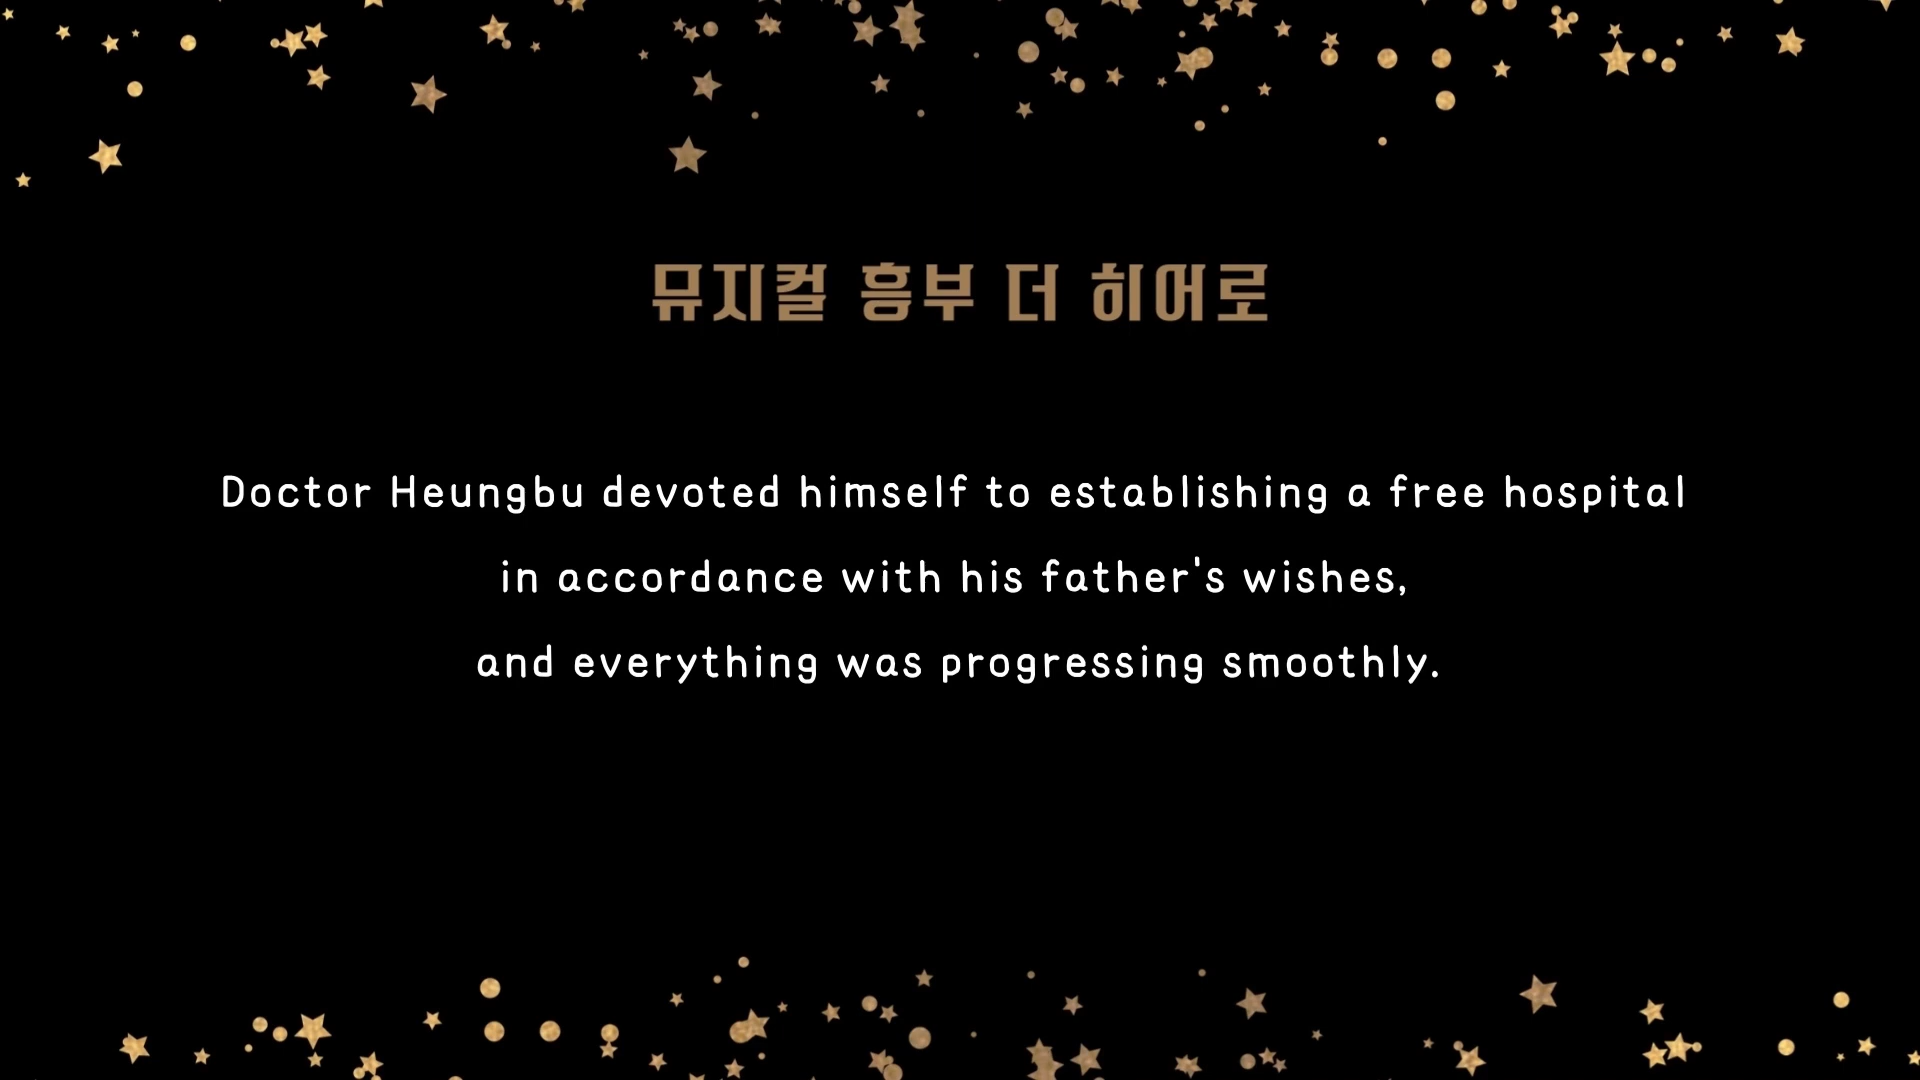 뮤지컬 흥부 더 히어로
Doctor Heungbu devoted himself to establishing a free hospital
in accordance with his father's wishes,
and everything was progressing smoothly.